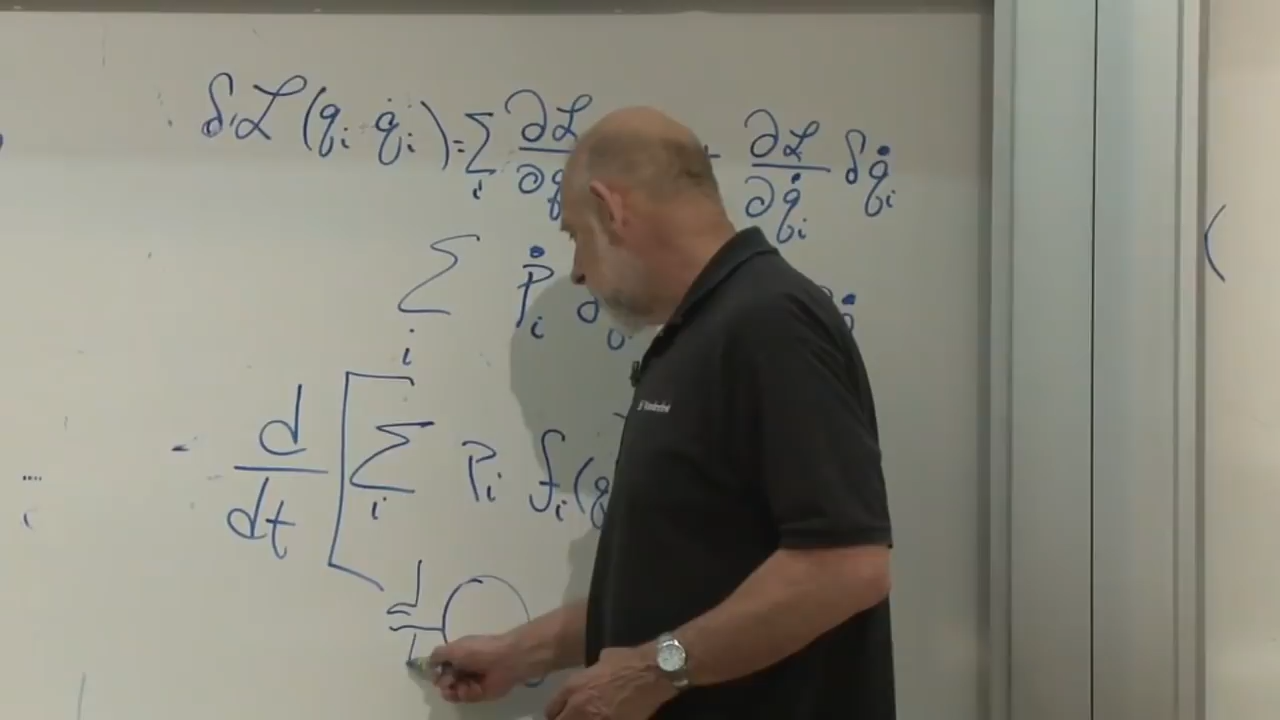 δℒ(qᵢ q̇ᵢ) = Σᵢ ∂ℒ/∂q + ∂ℒ/∂q̇ᵢ δq̇ᵢ
Σᵢ Ṗᵢ
d/dt [Σᵢ Pᵢ fᵢ(q
d